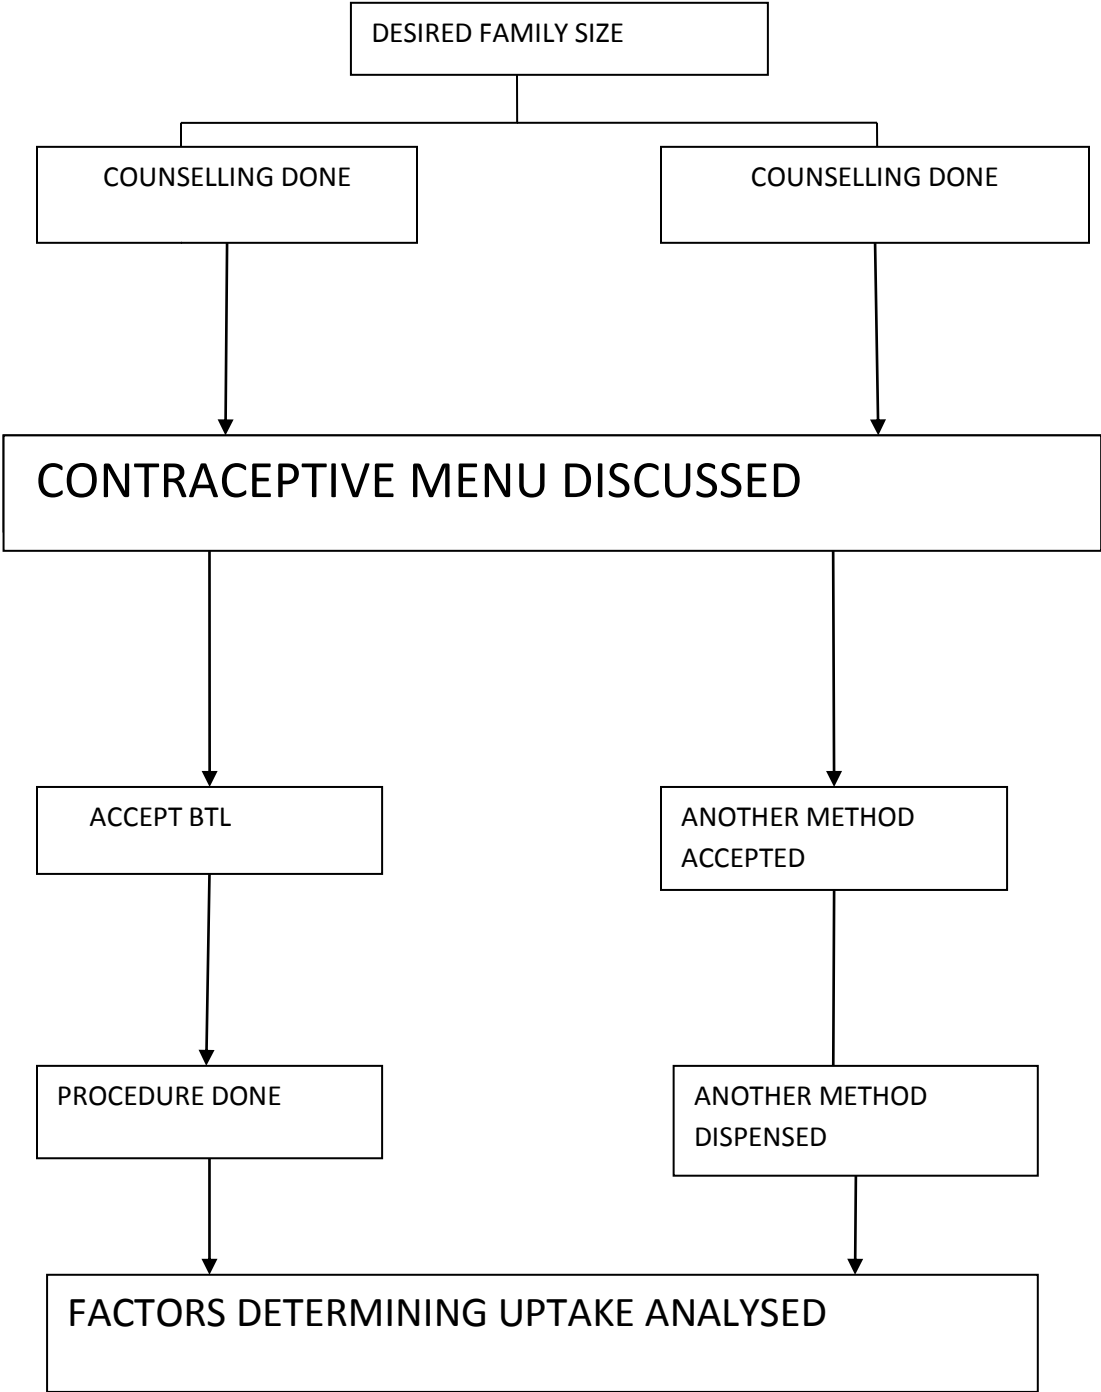 DESIRED FAMILY SIZE
COUNSELLING DONE
COUNSELLING DONE
CONTRACEPTIVE MENU DISCUSSED
ACCEPT BTL
ANOTHER METHOD
ACCEPTED
PROCEDURE DONE
ANOTHER METHOD
DISPENSED
FACTORS DETERMINING UPTAKE ANALYSED